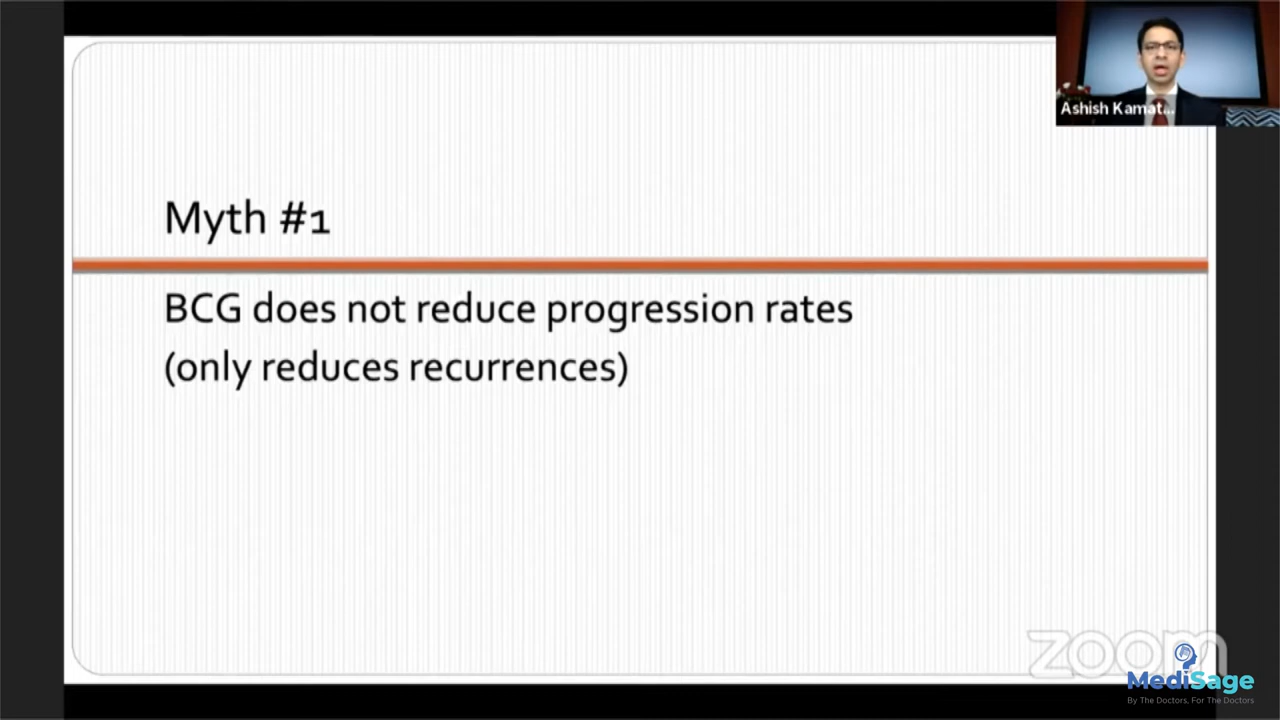 Ashish Kamat...
Myth #1
BCG does not reduce progression rates
(only reduces recurrences)
zoom
MediSage
By The Doctors, For The Doctors